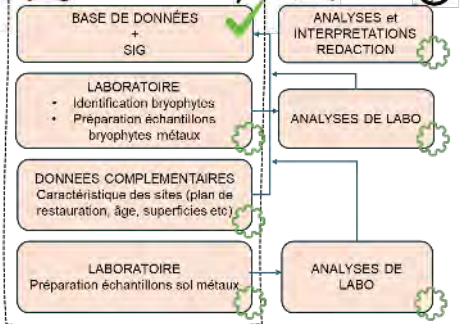 BASE DE DONNÉES
+
SIG
ANALYSES et
INTERPRETATIONS
REDACTION
LABORATOIRE
• Identification bryophytes
• Préparation échantillons
bryophytes métaux
ANALYSES DE LABO
DONNEES COMPLEMENTAIRES
Caractéristique des sites (plan de
restauration, âge, superficies etc)
LABORATOIRE
Préparation échantillons sol métaux
ANALYSES DE
LABO